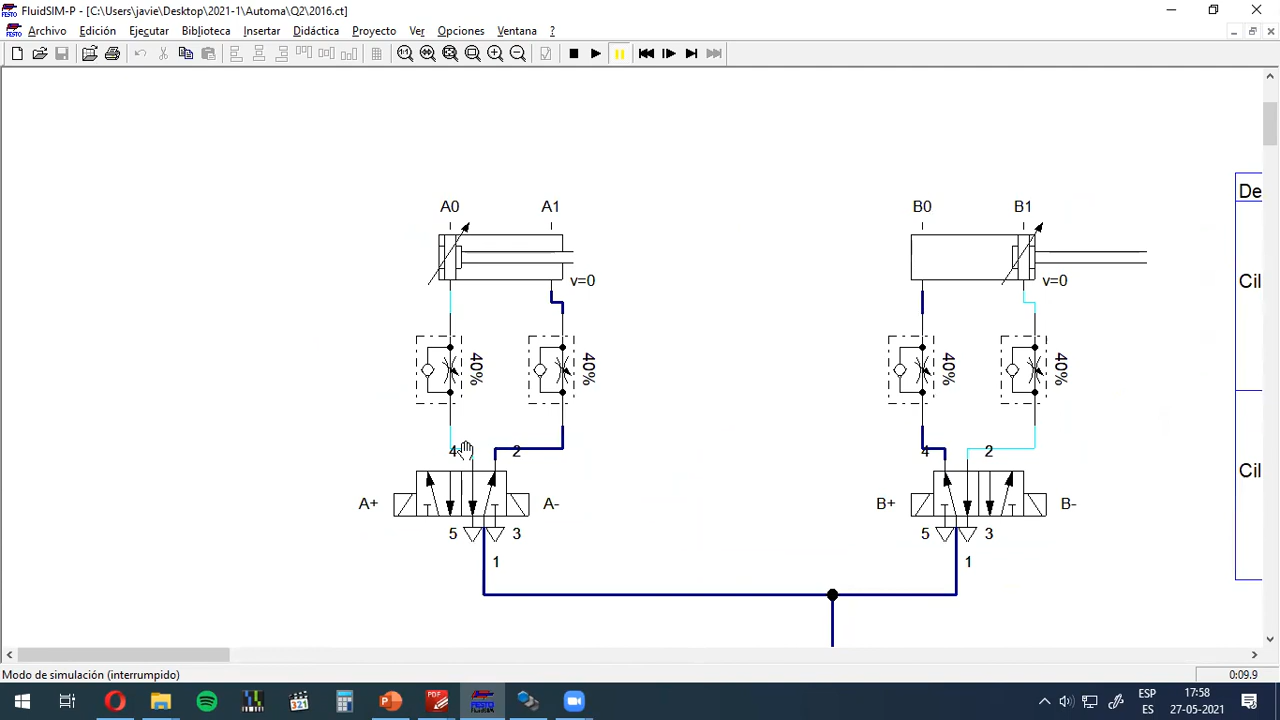 FluidSIM-P - [C:\Users\javie\Desktop\2021-1\Automa\Q2\2016.ct]
Archivo Edición Ejecutar Biblioteca Insertar Didáctica Proyecto Ver Opciones Ventana ?
A0 A1 B0 B1
De
v=0 v=0
Cil
40% 40% 40% 40%
4 2 4 2
Cil
A+ A- B+ B-
5 3 5 3
1 1
Modo de simulación (interrumpido) 0:09.9
FESTO
321
PDF
ESP
ES
17:58
27-05-2021